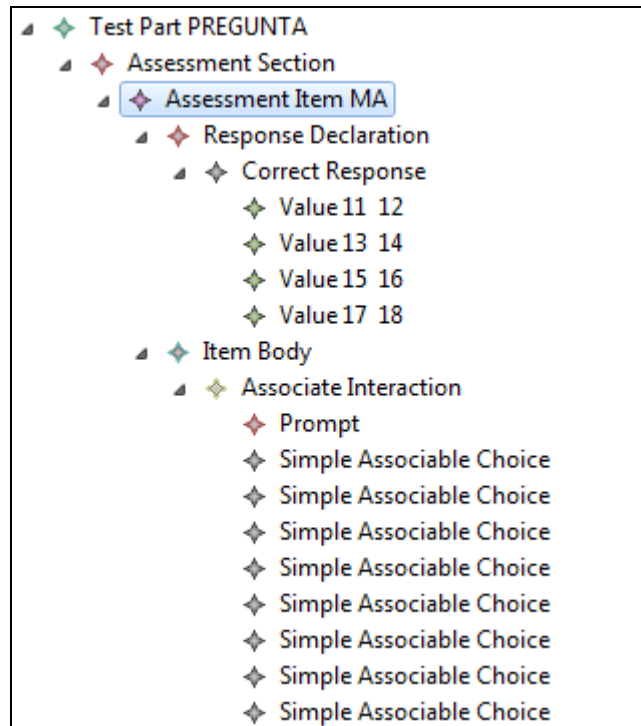 Test Part PREGUNTA
Assessment Section
Assessment Item MA
Response Declaration
Correct Response
Value 11 12
Value 13 14
Value 15 16
Value 17 18
Item Body
Associate Interaction
Prompt
Simple Associable Choice
Simple Associable Choice
Simple Associable Choice
Simple Associable Choice
Simple Associable Choice
Simple Associable Choice
Simple Associable Choice
Simple Associable Choice